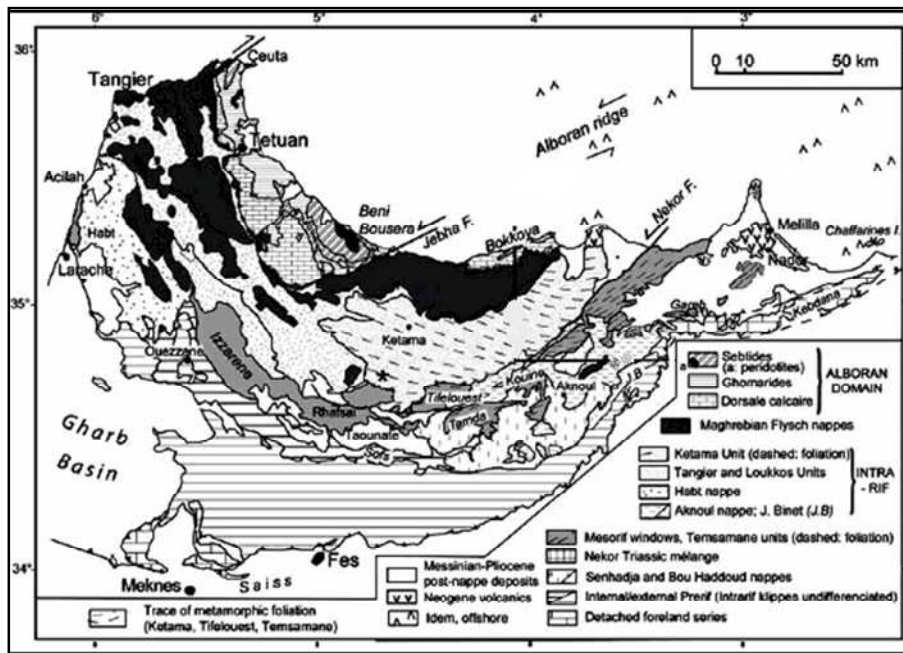 6°
5°
4°
3°
36°
35°
34°
0 10 50 km
Ceuta
Tangier
Tetuan
Alboran ridge
Acilah
Beni
Bousera
Jebha F.
Bokkoya
Nekor F.
Melilla
Chaffarines I.
Habt
Larache
Nador
Kebdana
Gareb
Ketama
Ouezzane
Izzarene
Kouine
Aknoul
J.B
Tifelouest
Rhafsai
Temda
Taounate
Sofs
Gharb
Basin
Fes
Saiss
Meknes
a
Sebtides
(a: peridotites)
Ghomarides
Dorsale calcaire
ALBORAN
DOMAIN
Maghrebian Flysch nappes
Ketama Unit (dashed: foliation)
Tangier and Loukkos Units
Habt nappe
Aknoul nappe; J. Binet (J.B)
INTRA
- RIF
Mesorif windows, Temsamane units (dashed: foliation)
Nekor Triassic mélange
Senhadja and Bou Haddoud nappes
Internal/external Prerif (Intrarif klippes undifferenciated)
Detached foreland series
Messinian-Pliocene
post-nappe deposits
Neogene volcanics
Idem, offshore
Trace of metamorphic foliation
(Ketama, Tifelouest, Temsamane)